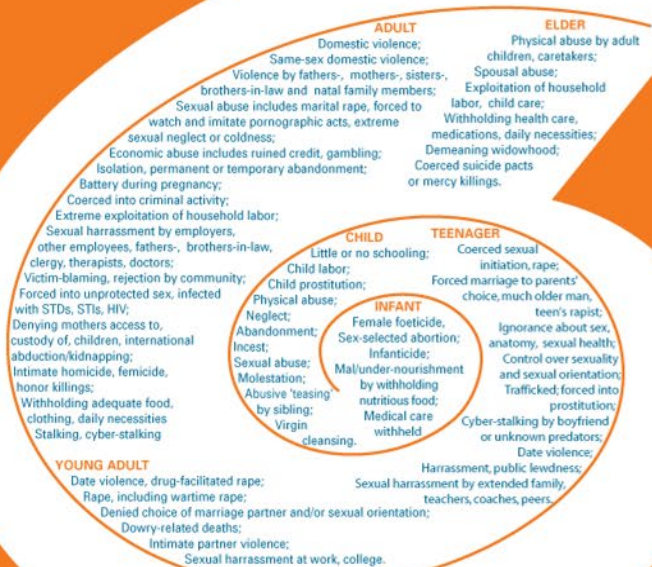 ADULT
Domestic violence;
Same-sex domestic violence;
Violence by fathers-, mothers-, sisters-,
brothers-in-law and natal family members;
Sexual abuse includes marital rape, forced to
watch and imitate pornographic acts, extreme
sexual neglect or coldness;
Economic abuse includes ruined credit, gambling;
Isolation, permanent or temporary abandonment;
Battery during pregnancy;
Coerced into criminal activity;
Extreme exploitation of household labor;
Sexual harrassment by employers,
other employees, fathers-, brothers-in-law,
clergy, therapists, doctors;
Victim-blaming, rejection by community;
Forced into unprotected sex, infected
with STDs, STIs, HIV;
Denying mothers access to,
custody of, children, international
abduction/kidnapping;
Intimate homicide, femicide,
honor killings;
Withholding adequate food,
clothing, daily necessities
Stalking, cyber-stalking
ELDER
Physical abuse by adult
children, caretakers;
Spousal abuse;
Exploitation of household
labor, child care;
Withholding health care,
medications, daily necessities;
Demeaning widowhood;
Coerced suicide pacts
or mercy killings.
CHILD
Little or no schooling;
Child labor;
Child prostitution;
Physical abuse;
Neglect;
Abandonment;
Incest;
Sexual abuse;
Molestation;
Abusive 'teasing'
by sibling;
Virgin
cleansing.
INFANT
Female foeticide,
Sex-selected abortion;
Infanticide;
Mal/under-nourishment
by withholding
nutritious food;
Medical care
withheld
TEENAGER
Coerced sexual
initiation, rape;
Forced marriage to parents'
choice, much older man,
teen's rapist;
Ignorance about sex,
anatomy, sexual health;
Control over sexuality
and sexual orientation;
Trafficked; forced into
prostitution;
Cyber-stalking by boyfriend
or unknown predators;
Date violence;
Harrassment, public lewdness;
Sexual harrassment by extended family,
teachers, coaches, peers.
YOUNG ADULT
Date violence, drug-facilitated rape;
Rape, including wartime rape;
Denied choice of marriage partner and/or sexual orientation;
Dowry-related deaths;
Intimate partner violence;
Sexual harrassment at work, college.